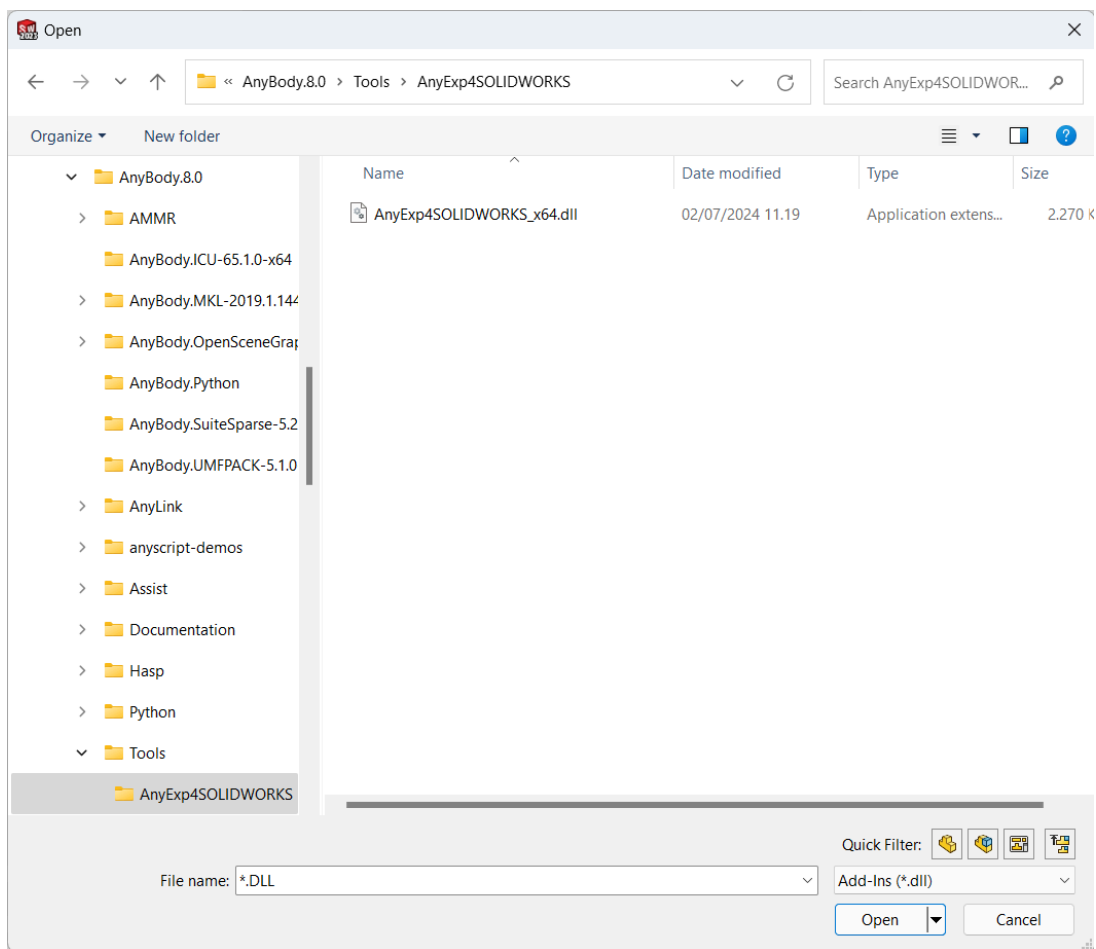 SW
2023
Open
« AnyBody.8.0 > Tools > AnyExp4SOLIDWORKS
Search AnyExp4SOLIDWOR...
Organize
New folder
?
Name
Date modified
Type
Size
AnyExp4SOLIDWORKS_x64.dll
02/07/2024 11.19
Application extens...
2.270 K
AnyBody.8.0
AMMR
AnyBody.ICU-65.1.0-x64
AnyBody.MKL-2019.1.144
AnyBody.OpenSceneGrap
AnyBody.Python
AnyBody.SuiteSparse-5.2
AnyBody.UMFPACK-5.1.0
AnyLink
anyscript-demos
Assist
Documentation
Hasp
Python
Tools
AnyExp4SOLIDWORKS
Quick Filter:
File name:
*.DLL
Add-Ins (*.dll)
Open
Cancel